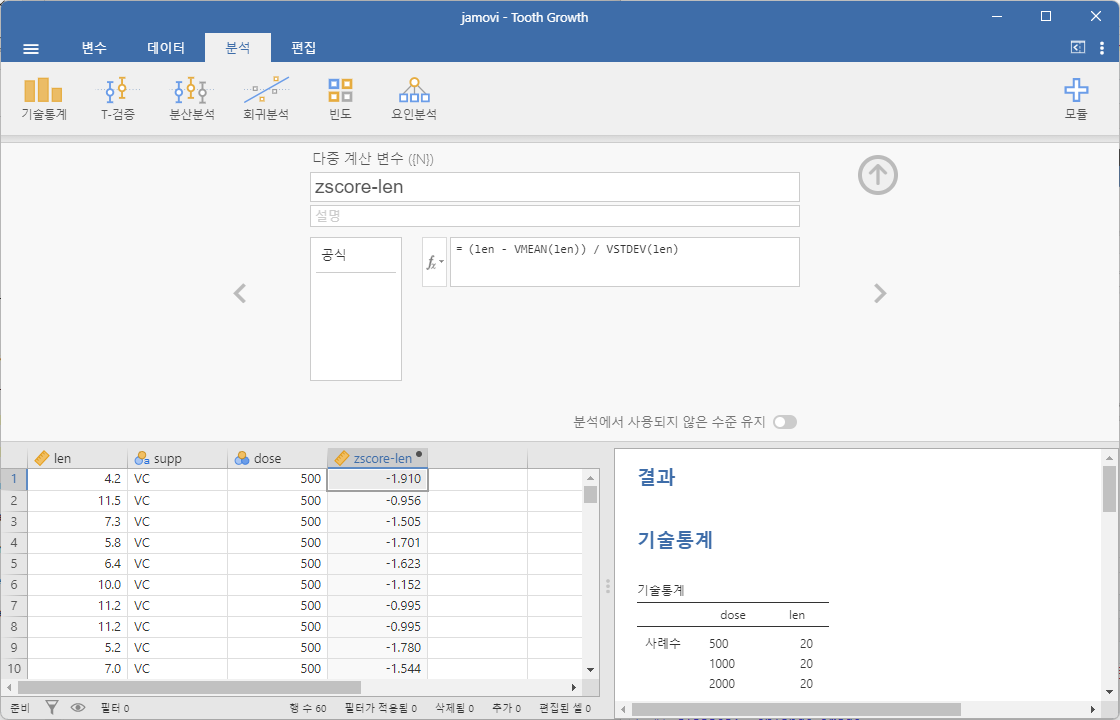 jamovi - Tooth Growth
변수 데이터 분석 편집
기술통계 T-검증 분산분석 회귀분석 빈도 요인분석 모듈
다중 계산 변수 ({N})
zscore-len
설명
공식
fx
= (len - VMEAN(len)) / VSTDEV(len)
분석에서 사용되지 않은 수준 유지
len supp dose zscore-len
1 4.2 VC 500 -1.910
2 11.5 VC 500 -0.956
3 7.3 VC 500 -1.505
4 5.8 VC 500 -1.701
5 6.4 VC 500 -1.623
6 10.0 VC 500 -1.152
7 11.2 VC 500 -0.995
8 11.2 VC 500 -0.995
9 5.2 VC 500 -1.780
10 7.0 VC 500 -1.544
준비 필터 0 행 수 60 필터가 적용됨 0 삭제됨 0 추가 0 편집된 셀 0
결과
기술통계
기술통계
dose len
사례수 500 20
1000 20
2000 20